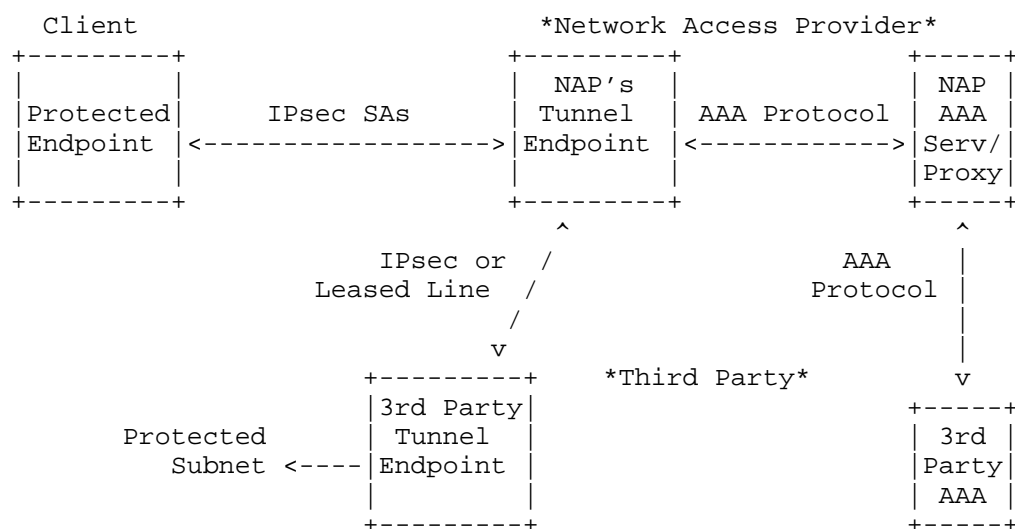 Client *Network Access Provider*
+---------+ +---------+ +-----+
| | | NAP's | | NAP |
|Protected| IPsec SAs | Tunnel | AAA Protocol | AAA |
|Endpoint |<------------------>|Endpoint |<------------>|Serv/|
| | | | |Proxy|
+---------+ +---------+ +-----+
^ ^
IPsec or / AAA |
Leased Line / Protocol |
/ |
v |
+---------+ *Third Party* v
|3rd Party| +-----+
Protected | Tunnel | | 3rd |
Subnet <----|Endpoint | |Party|
| | | AAA |
+---------+ +-----+